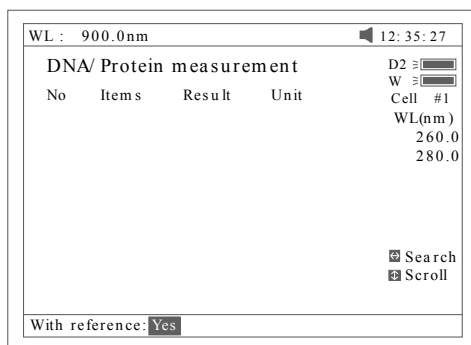 WL : 900.0nm 12:35:27
DNA/Protein measurement
D2
W
No Items Result Unit
Cell #1
WL(nm)
260.0
280.0
Search
Scroll
With reference: Yes